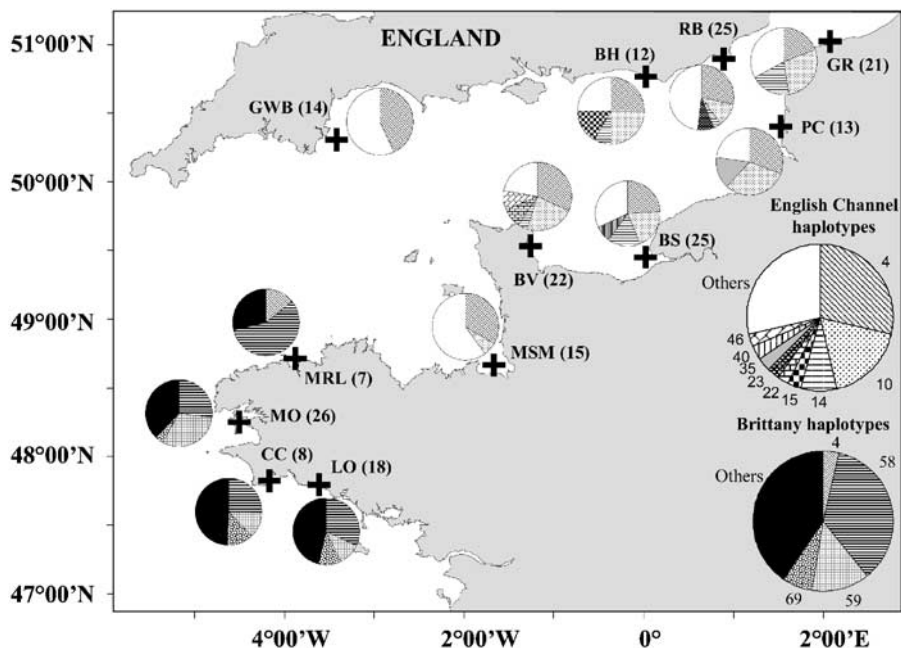 51°00'N
50°00'N
49°00'N
48°00'N
47°00'N
4°00'W
2°00'W
0°
2°00'E
ENGLAND
RB (25)
BH (12)
GR (21)
GWB (14)
PC (13)
BS (25)
BV (22)
MSM (15)
MRL (7)
MO (26)
CC (8)
LO (18)
English Channel
haplotypes
4
Others
46
40
35
23
22
15
14
10
Brittany haplotypes
4
58
Others
69
59